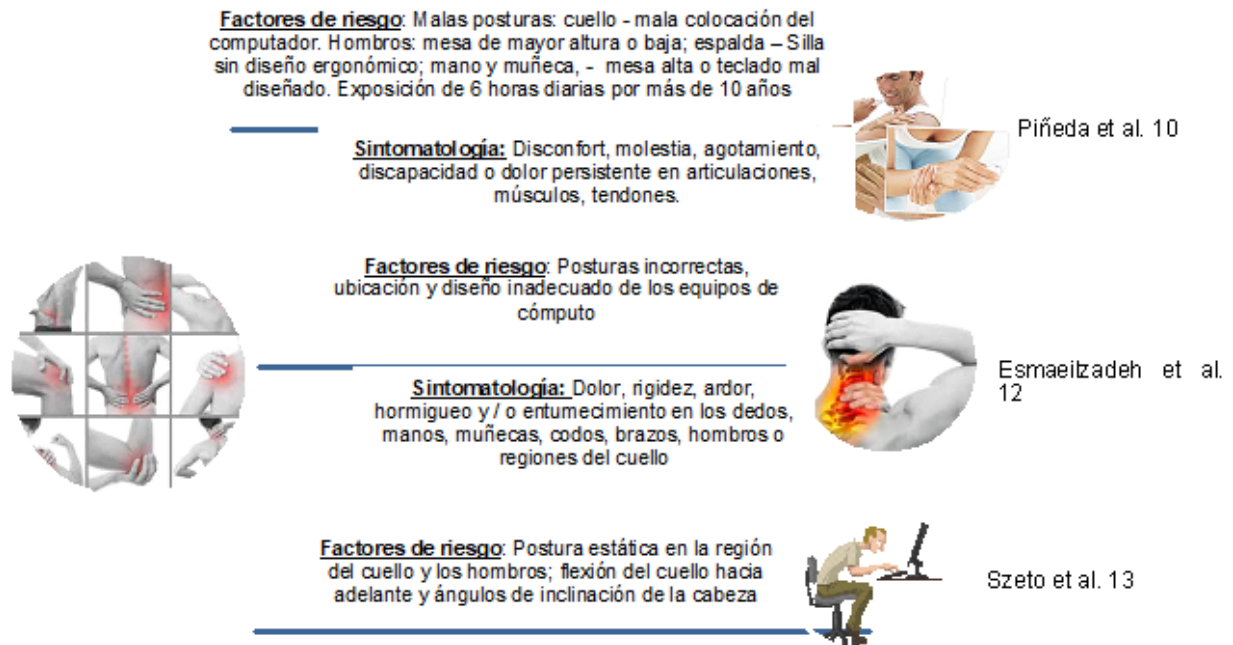 Factores de riesgo: Malas posturas: cuello - mala colocación del
computador. Hombros: mesa de mayor altura o baja; espalda – Silla
sin diseño ergonómico; mano y muñeca, - mesa alta o teclado mal
diseñado. Exposición de 6 horas diarias por más de 10 años
Piñeda et al. 10
Sintomatología: Disconfort, molestia, agotamiento,
discapacidad o dolor persistente en articulaciones,
músculos, tendones.
Factores de riesgo: Posturas incorrectas,
ubicación y diseño inadecuado de los equipos de
cómputo
Esmaeilzadeh et al.
12
Sintomatología: Dolor, rigidez, ardor,
hormigueo y / o entumecimiento en los dedos,
manos, muñecas, codos, brazos, hombros o
regiones del cuello
Factores de riesgo: Postura estática en la región
del cuello y los hombros; flexión del cuello hacia
adelante y ángulos de inclinación de la cabeza
Szeto et al. 13